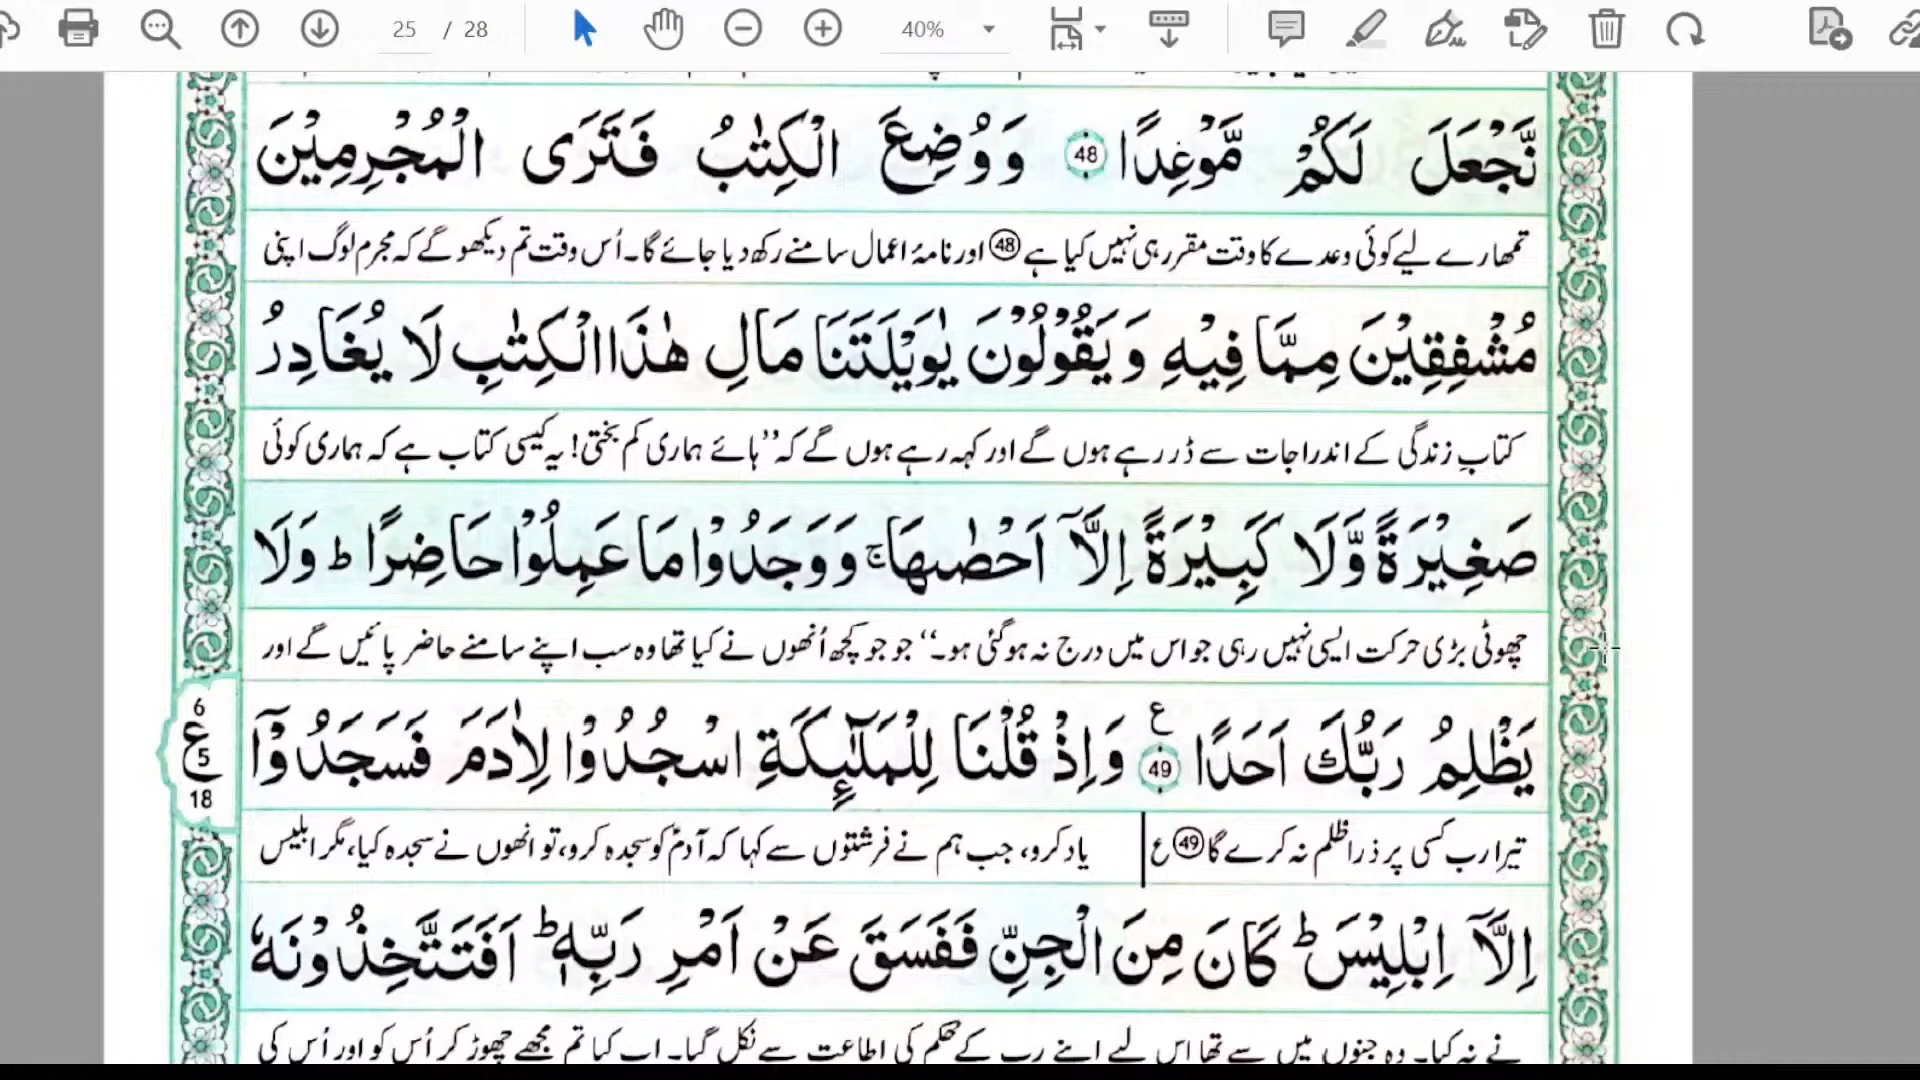 25 / 28 40%
نَّجْعَلَ لَكُمْ مَّوْعِدًا 48 وَوُضِعَ الْكِتٰبُ فَتَرَى الْمُجْرِمِيْنَ
تمھارے لیے کوئی وعدے کا وقت مقرر ہی نہیں کیا ہے 48 اور نامۂ اعمال سامنے رکھ دیا جائے گا۔ اُس وقت تم دیکھو گے کہ مجرم لوگ اپنی
مُشْفِقِيْنَ مِمَّا فِيْهِ وَيَقُوْلُوْنَ يٰوَيْلَتَنَا مَالِ هٰذَا الْكِتٰبِ لَا يُغَادِرُ
کتابِ زندگی کے اندراجات سے ڈر رہے ہوں گے اور کہہ رہے ہوں گے کہ ’’ہائے ہماری کم بختی! یہ کیسی کتاب ہے کہ ہماری کوئی
صَغِيْرَةً وَّلَا كَبِيْرَةً اِلَّآ اَحْصٰىهَا ۚ وَوَجَدُوْا مَا عَمِلُوْا حَاضِرًا ؕ وَلَا
چھوٹی بڑی حرکت ایسی نہیں رہی جو اس میں درج نہ ہوگئی ہو۔‘‘ جو جو کچھ اُنھوں نے کیا تھا وہ سب اپنے سامنے حاضر پائیں گے اور
6 ع 5 18
يَظْلِمُ رَبُّكَ اَحَدًا 49 ع وَاِذْ قُلْنَا لِلْمَلٰٓئِكَةِ اسْجُدُوْا لِاٰدَمَ فَسَجَدُوْٓا
تیرا رب کسی پر ذرا ظلم نہ کرے گا 49 ع یاد کرو، جب ہم نے فرشتوں سے کہا کہ آدمؑ کو سجدہ کرو، تو انھوں نے سجدہ کیا، مگر ابلیس
اِلَّآ اِبْلِيْسَ ؕ كَانَ مِنَ الْجِنِّ فَفَسَقَ عَنْ اَمْرِ رَبِّهٖ ؕ اَفَتَتَّخِذُوْنَهٗ
نے نہ کیا۔ وہ جنوں میں سے تھا اس لیے اپنے رب کے حکم کی اطاعت سے نکل گیا۔ اب کیا تم مجھے چھوڑ کر اُس کو اور اُس کی